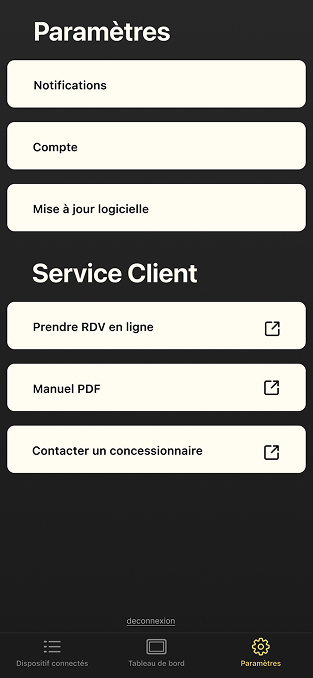 Paramètres
Notifications
Compte
Mise à jour logicielle
Service Client
Prendre RDV en ligne
Manuel PDF
Contacter un concessionnaire
deconnexion
Dispositif connectés
Tableau de bord
Paramètres